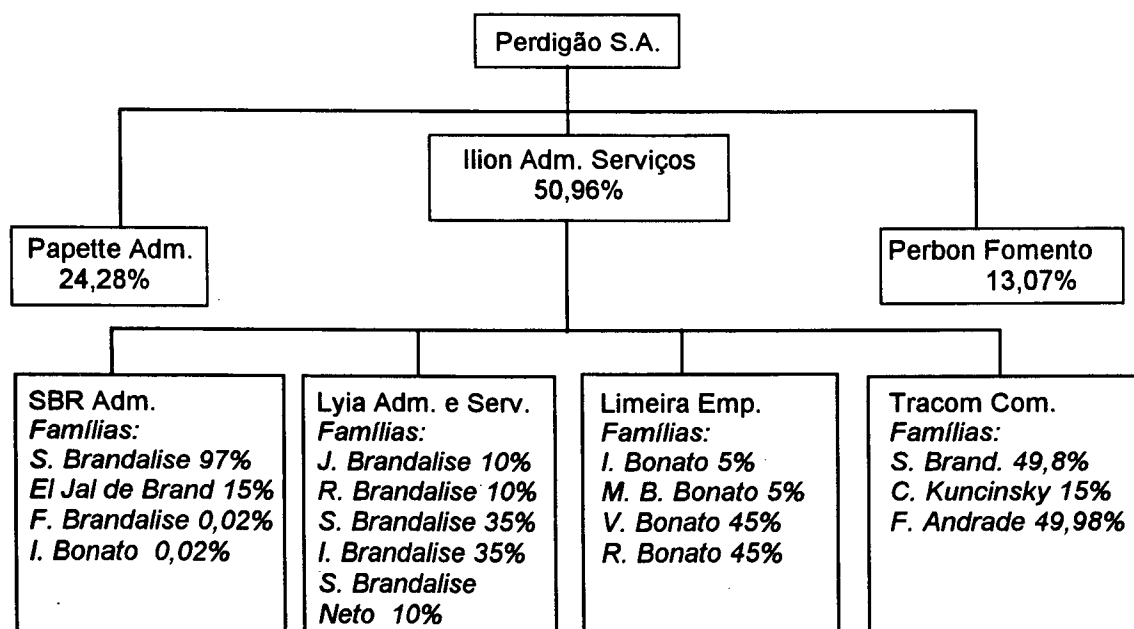 Perdigão S.A.
Ilion Adm. Serviços
50,96%
Papette Adm.
24,28%
Perbon Fomento
13,07%
SBR Adm.
Famílias:
S. Brandalise 97%
El Jal de Brand 15%
F. Brandalise 0,02%
I. Bonato 0,02%
Lyia Adm. e Serv.
Famílias:
J. Brandalise 10%
R. Brandalise 10%
S. Brandalise 35%
I. Brandalise 35%
S. Brandalise
Neto 10%
Limeira Emp.
Famílias:
I. Bonato 5%
M. B. Bonato 5%
V. Bonato 45%
R. Bonato 45%
Tracom Com.
Famílias:
S. Brand. 49,8%
C. Kuncinsky 15%
F. Andrade 49,98%